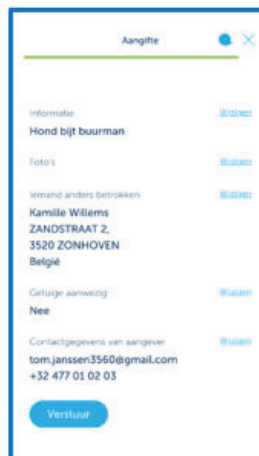 Aangifte
Informatie Wijzigen
Hond bijt buurman
Foto's Wijzigen
Iemand anders betrokken Wijzigen
Kamille Willems
ZANDSTRAAT 2,
3520 ZONHOVEN
België
Getuige aanwezig Wijzigen
Nee
Contactgegevens van aangever Wijzigen
tom.janssen3560@gmail.com
+32 477 01 02 03
Verstuur